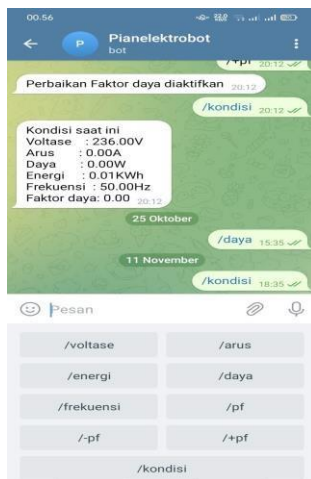 00.56
Pianelektrobot
P
bot
/+pf 20:12
Perbaikan Faktor daya diaktifkan 20:12
/kondisi 20:12
Kondisi saat ini
Voltase : 236.00V
Arus : 0.00A
Daya : 0.00W
Energi : 0.01KWh
Frekuensi : 50.00Hz
Faktor daya: 0.00 20:12
25 Oktober
/daya 15:35
11 November
/kondisi 18:35
Pesan
/voltase /arus
/energi /daya
/frekuensi /pf
/-pf /+pf
/kondisi